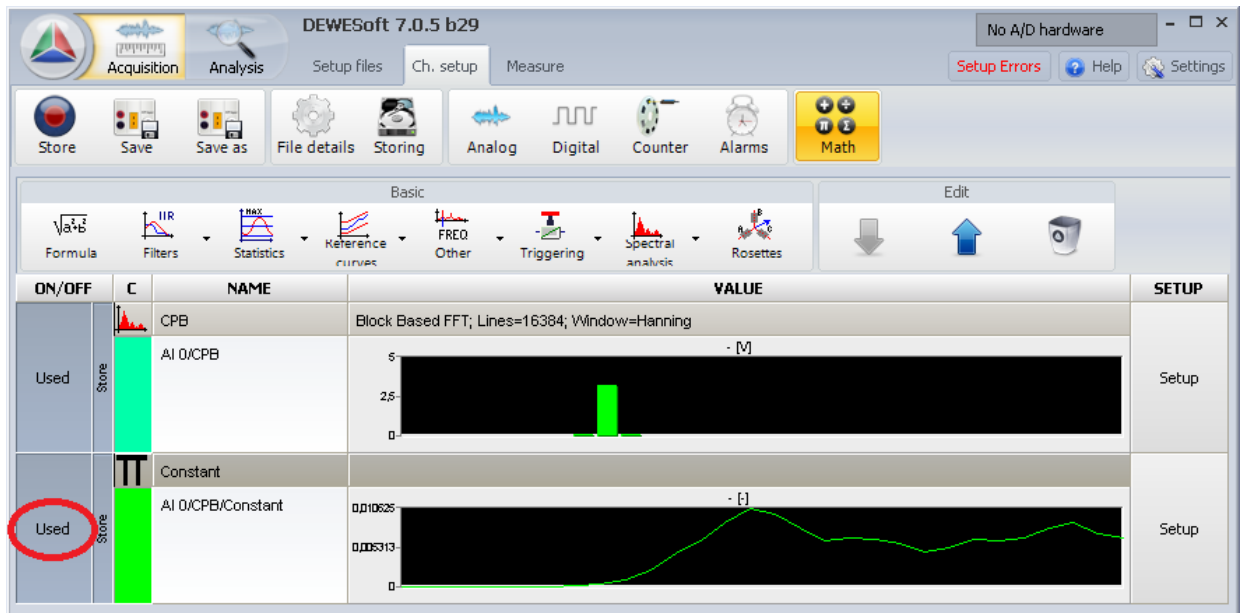 DEWESoft 7.0.5 b29
No A/D hardware
Acquisition Analysis Setup files Ch. setup Measure Setup Errors Help Settings
Store Save Save as File details Storing Analog Digital Counter Alarms Math
Basic Edit
√a²+b² IIR MAX FREQ A B C
Formula Filters Statistics Reference curves Other Triggering Spectral analysis Rosettes
ON/OFF C NAME VALUE SETUP
CPB Block Based FFT; Lines=16384; Window=Hanning
Used Store AI 0/CPB - [V] Setup
5
2,5
0
Constant
Used Store AI 0/CPB/Constant - [-] Setup
0,010625
0,005313
0